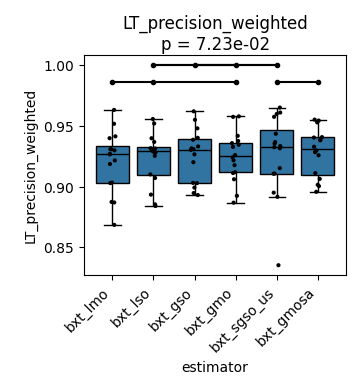 LT_precision_weighted
p = 7.23e-02
LT_precision_weighted
1.00
0.95
0.90
0.85
bxt_lmo
bxt_lso
bxt_gso
bxt_gmo
bxt_sgso_us
bxt_gmosa
estimator